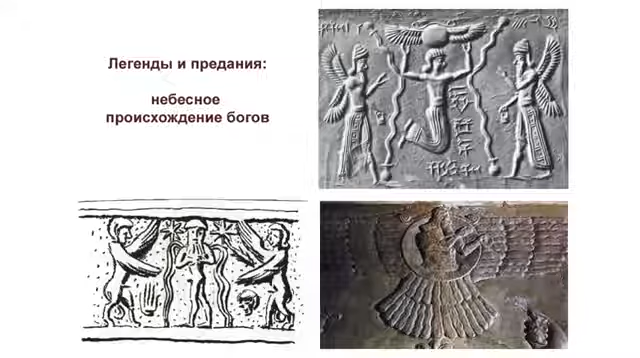 Легенды и предания:
небесное
происхождение богов